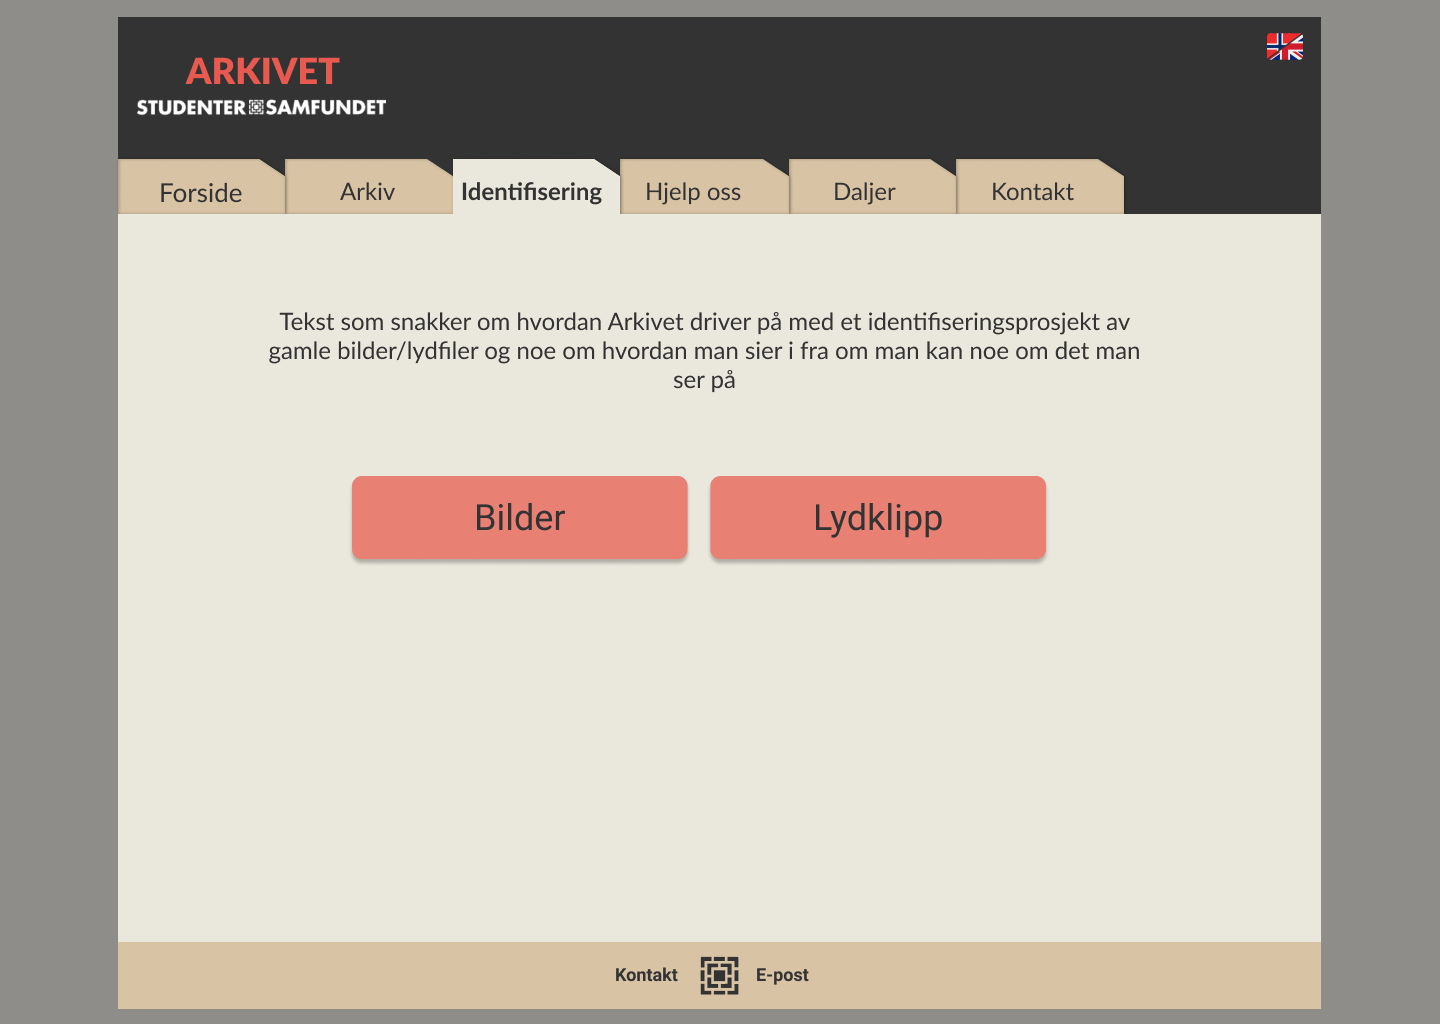 ARKIVET
STUDENTER SAMFUNDET
Forside
Arkiv
Identifisering
Hjelp oss
Daljer
Kontakt
Tekst som snakker om hvordan Arkivet driver på med et identifiseringsprosjekt av
gamle bilder/lydfiler og noe om hvordan man sier i fra om man kan noe om det man
ser på
Bilder
Lydklipp
Kontakt
E-post